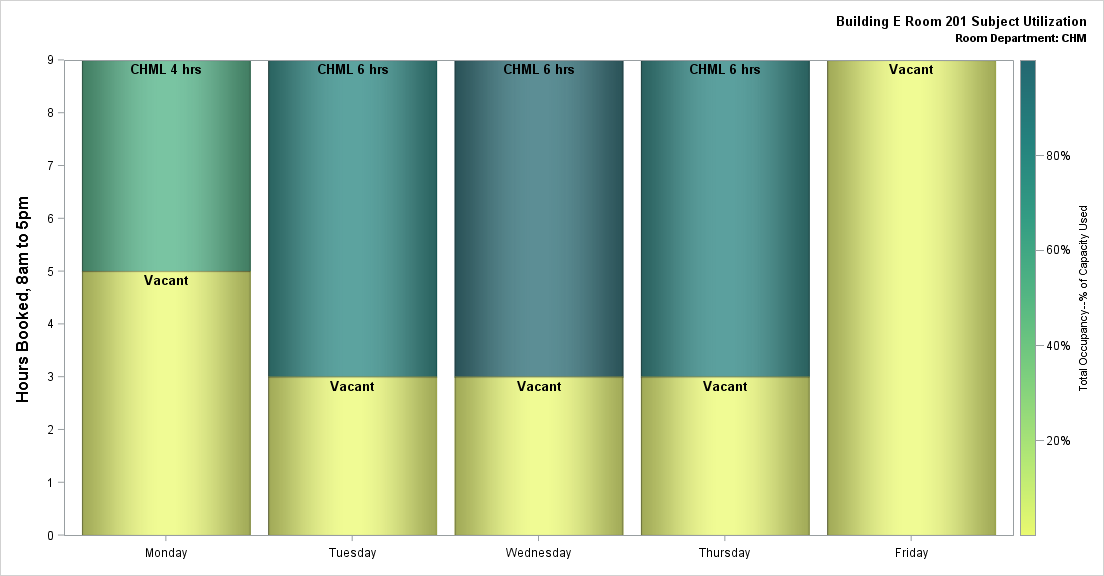 Building E Room 201 Subject Utilization
Room Department: CHM
Hours Booked, 8am to 5pm
9
8
7
6
5
4
3
2
1
0
CHML 4 hrs
Vacant
CHML 6 hrs
Vacant
CHML 6 hrs
Vacant
CHML 6 hrs
Vacant
Vacant
Monday
Tuesday
Wednesday
Thursday
Friday
80%
60%
40%
20%
Total Occupancy--% of Capacity Used